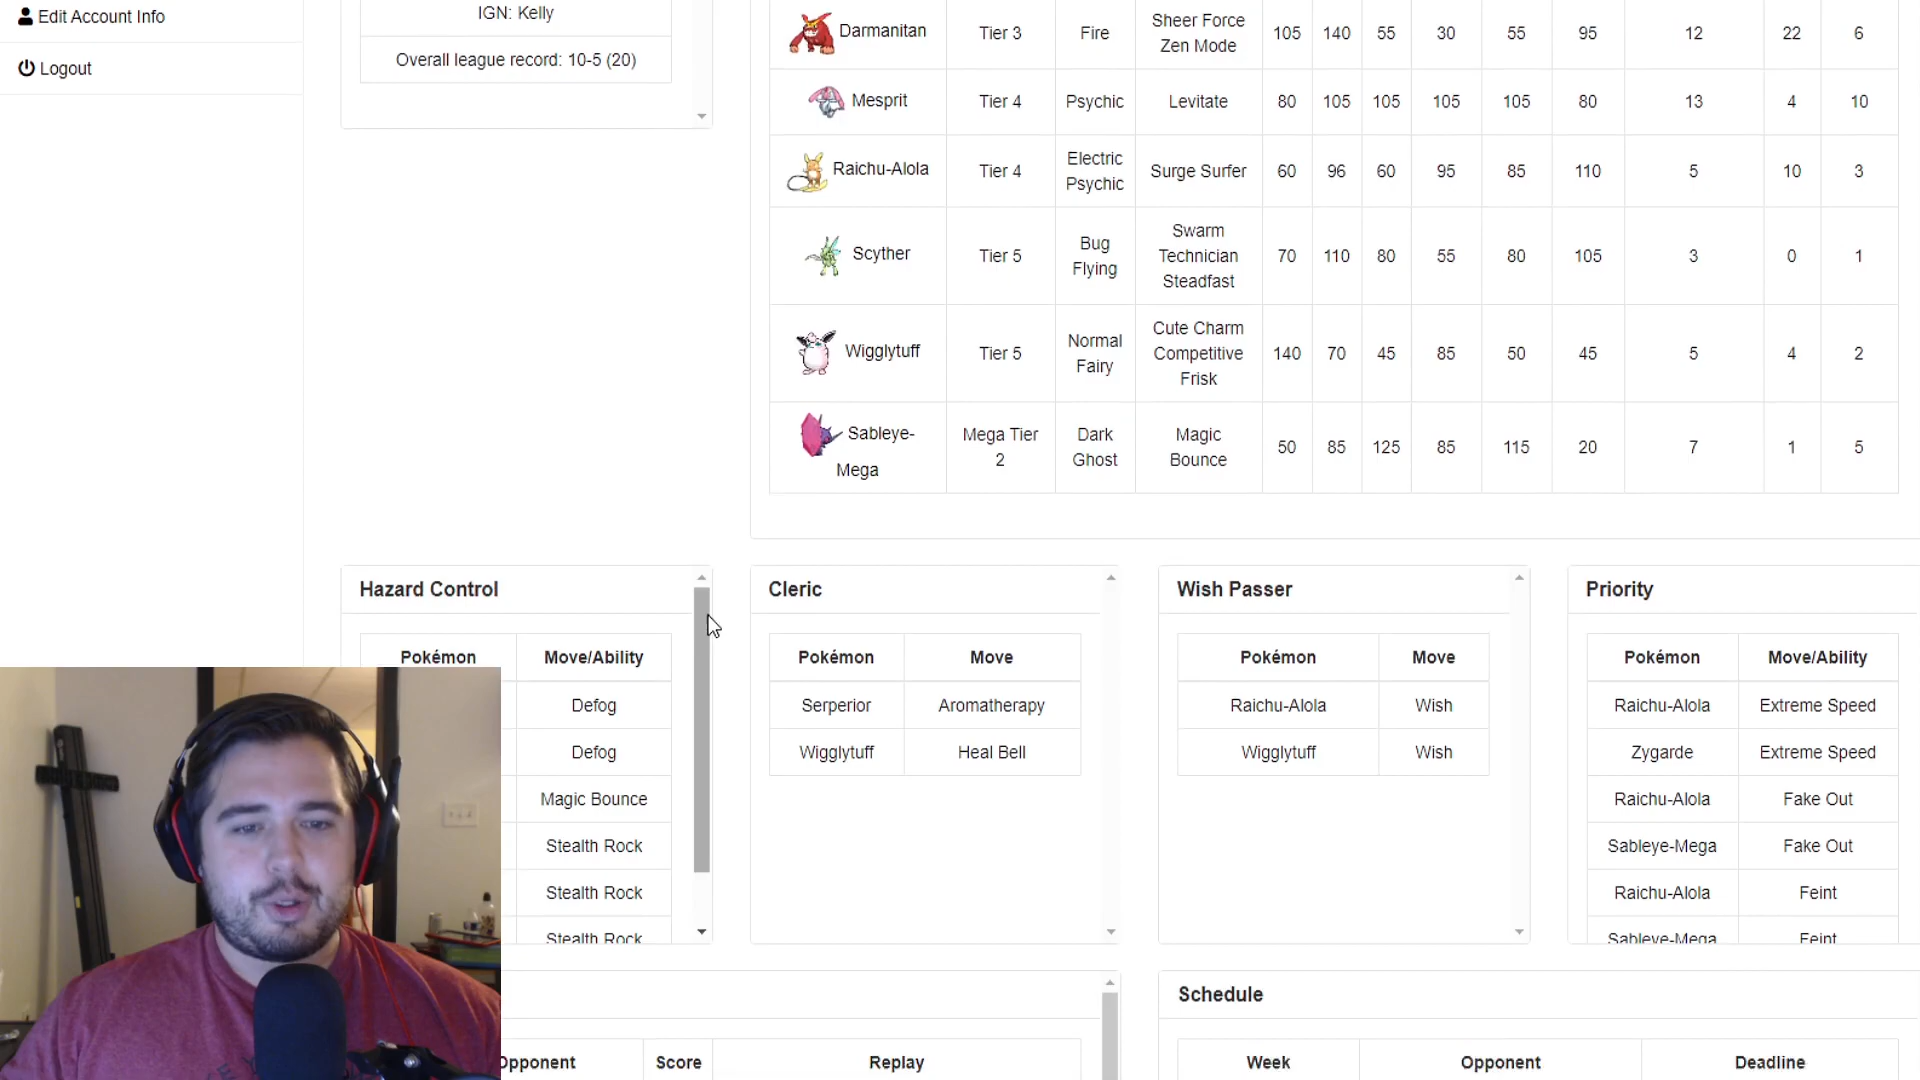 Edit Account Info
Logout
IGN: Kelly
Overall league record: 10-5 (20)
Darmanitan Tier 3 Fire Sheer Force Zen Mode 105 140 55 30 55 95 12 22 6
Mesprit Tier 4 Psychic Levitate 80 105 105 105 105 80 13 4 10
Raichu-Alola Tier 4 Electric Psychic Surge Surfer 60 96 60 95 85 110 5 10 3
Scyther Tier 5 Bug Flying Swarm Technician Steadfast 70 110 80 55 80 105 3 0 1
Wigglytuff Tier 5 Normal Fairy Cute Charm Competitive Frisk 140 70 45 85 50 45 5 4 2
Sableye-Mega Mega Tier 2 Dark Ghost Magic Bounce 50 85 125 85 115 20 7 1 5
Hazard Control
Pokémon Move/Ability
Defog
Defog
Magic Bounce
Stealth Rock
Stealth Rock
Stealth Rock
Cleric
Pokémon Move
Serperior Aromatherapy
Wigglytuff Heal Bell
Wish Passer
Pokémon Move
Raichu-Alola Wish
Wigglytuff Wish
Priority
Pokémon Move/Ability
Raichu-Alola Extreme Speed
Zygarde Extreme Speed
Raichu-Alola Fake Out
Sableye-Mega Fake Out
Raichu-Alola Feint
Sableye-Mega Feint
Opponent Score Replay
Schedule
Week Opponent Deadline